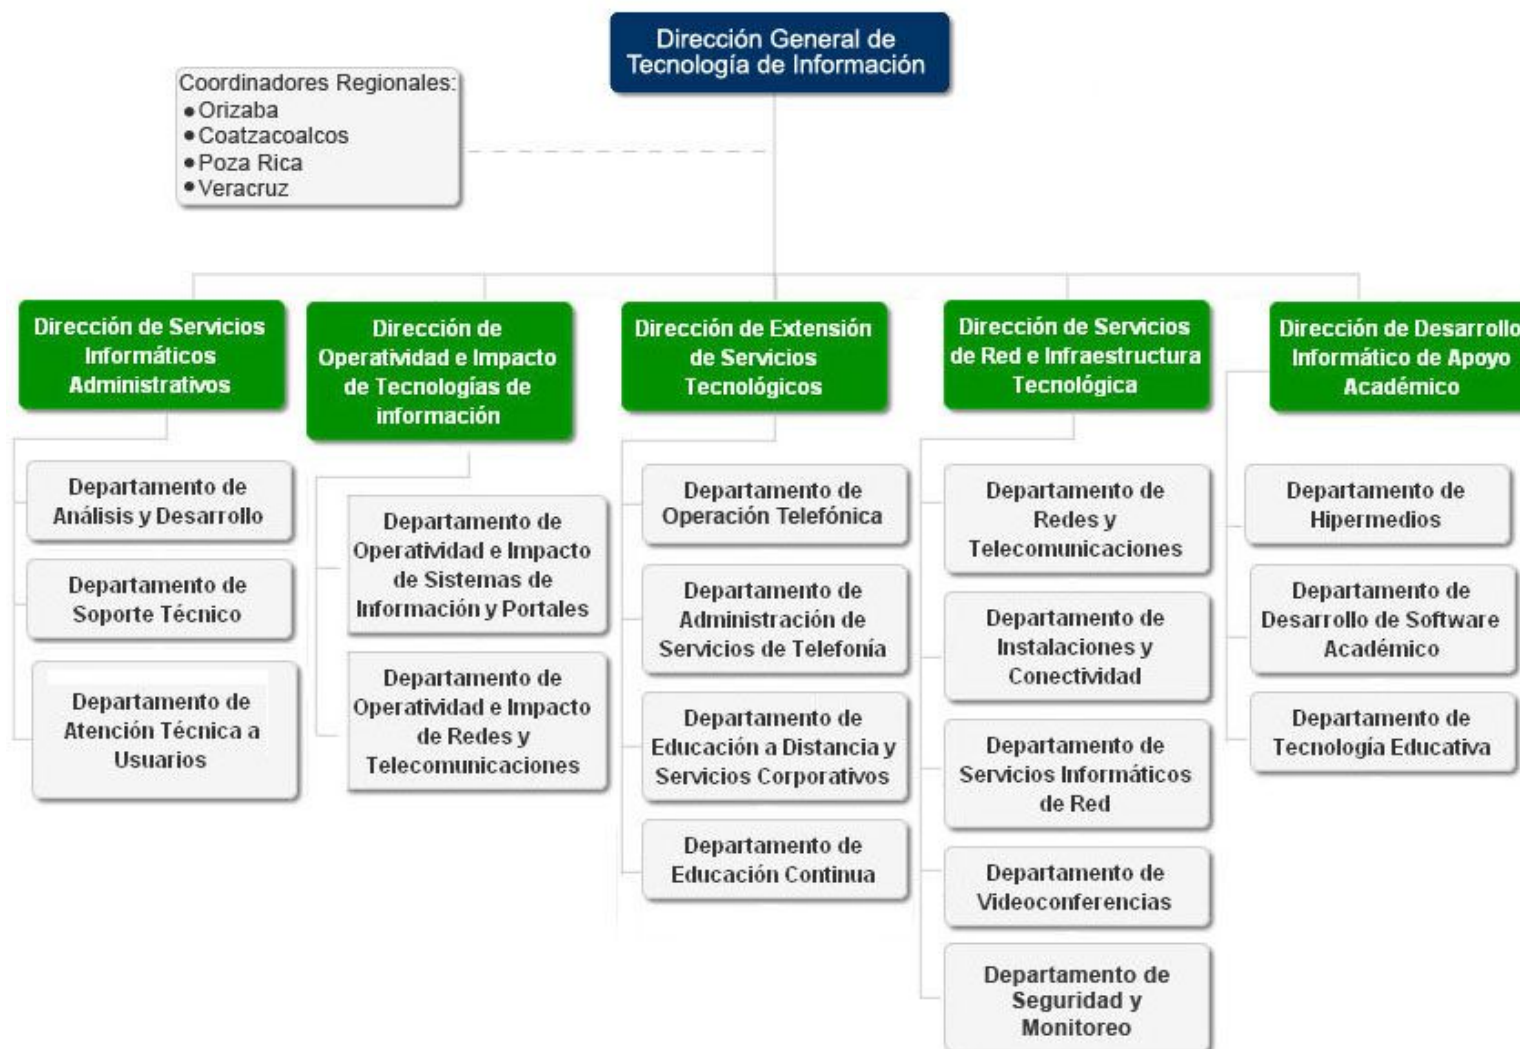 Dirección General de
Tecnología de Información
Coordinadores Regionales:
● Orizaba
● Coatzacoalcos
● Poza Rica
● Veracruz
Dirección de Servicios
Informáticos
Administrativos
Departamento de
Análisis y Desarrollo
Departamento de
Soporte Técnico
Departamento de
Atención Técnica a
Usuarios
Dirección de
Operatividad e Impacto
de Tecnologías de
información
Departamento de
Operatividad e Impacto
de Sistemas de
Información y Portales
Departamento de
Operatividad e Impacto
de Redes y
Telecomunicaciones
Dirección de Extensión
de Servicios
Tecnológicos
Departamento de
Operación Telefónica
Departamento de
Administración de
Servicios de Telefonía
Departamento de
Educación a Distancia y
Servicios Corporativos
Departamento de
Educación Continua
Dirección de Servicios
de Red e Infraestructura
Tecnológica
Departamento de
Redes y
Telecomunicaciones
Departamento de
Instalaciones y
Conectividad
Departamento de
Servicios Informáticos
de Red
Departamento de
Videoconferencias
Departamento de
Seguridad y
Monitoreo
Dirección de Desarrollo
Informático de Apoyo
Académico
Departamento de
Hipermedios
Departamento de
Desarrollo de Software
Académico
Departamento de
Tecnología Educativa